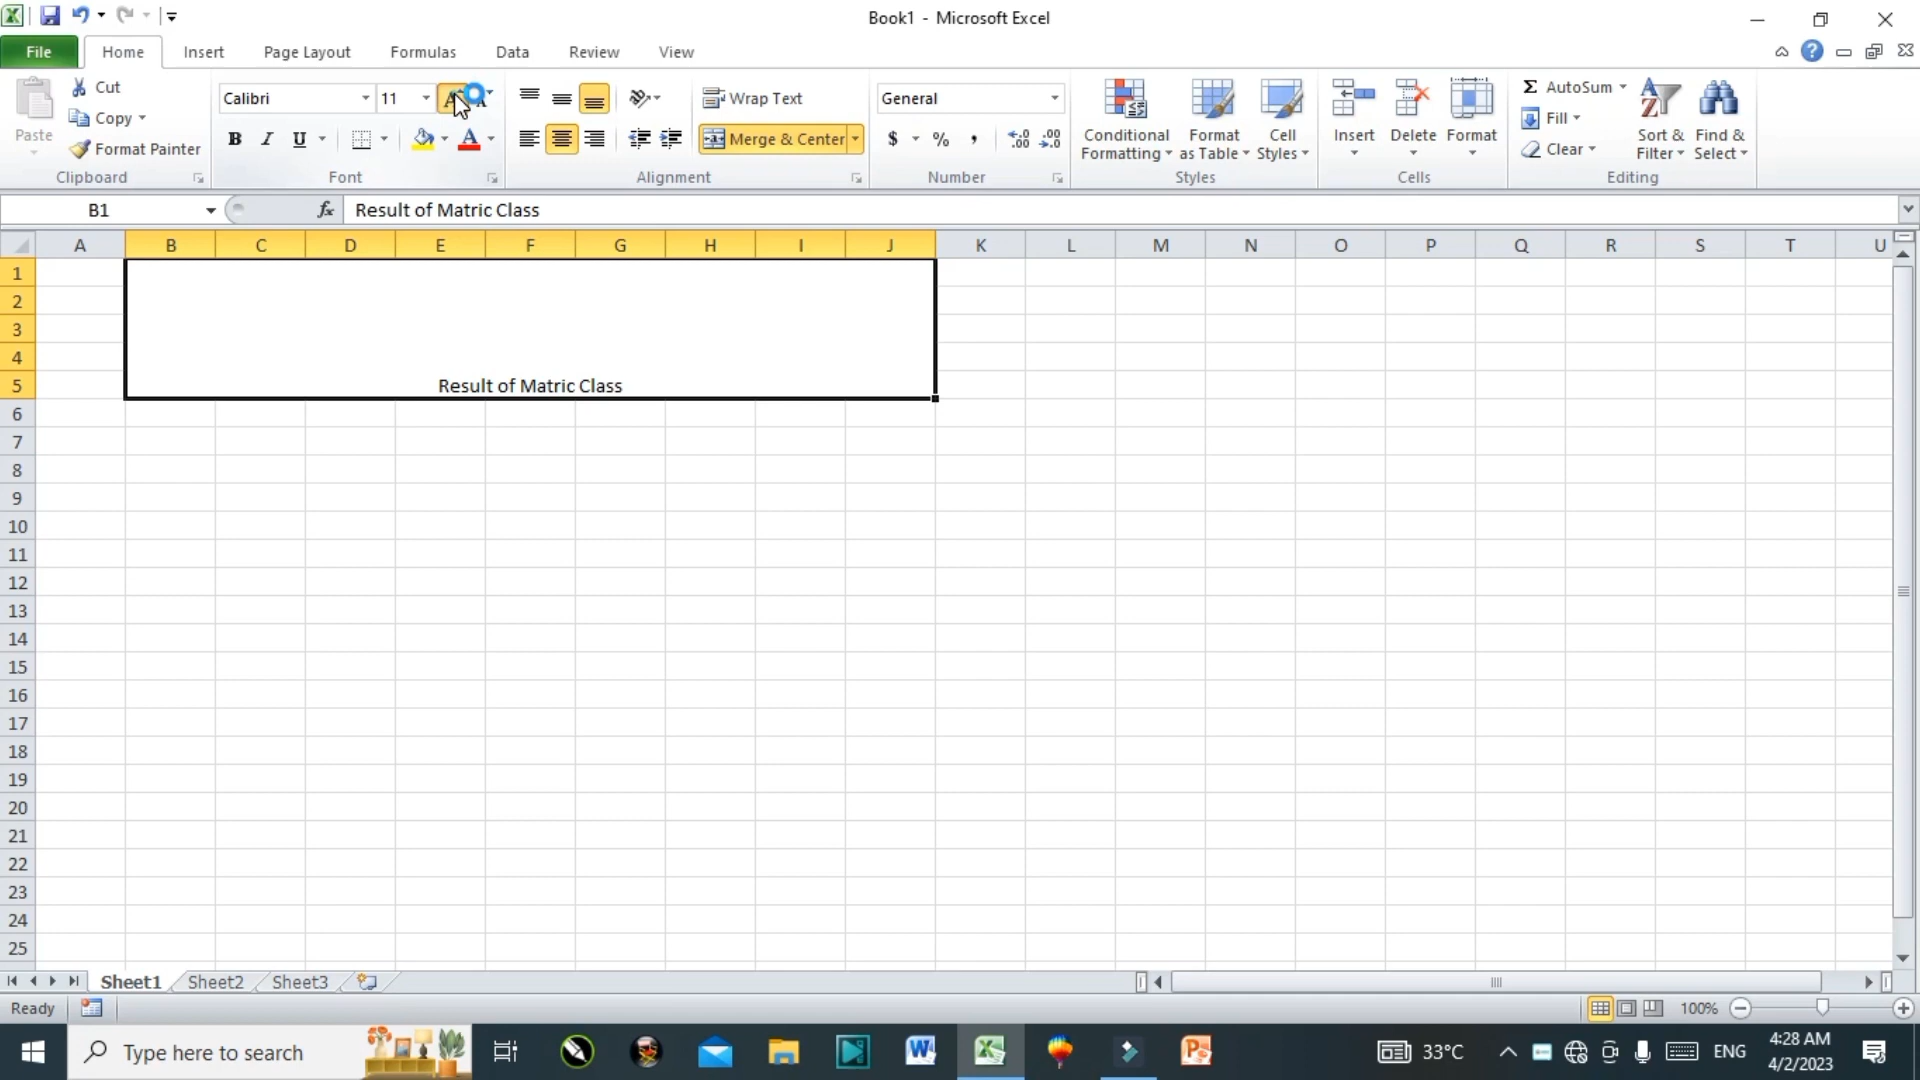 Book1 - Microsoft Excel
File Home Insert Page Layout Formulas Data Review View
Paste
Cut
Copy
Format Painter
Clipboard
Calibri 11
B I U A
Font
Wrap Text
Merge & Center
Alignment
General
$ % ,
Number
Conditional Formatting
Format as Table
Cell Styles
Styles
Insert Delete Format
Cells
AutoSum
Fill
Clear
Sort & Filter
Find & Select
Editing
B1 fx Result of Matric Class
A B C D E F G H I J K L M N O P Q R S T U
1
2
3
4
5 Result of Matric Class
6
7
8
9
10
11
12
13
14
15
16
17
18
19
20
21
22
23
24
25
Sheet1 Sheet2 Sheet3
Ready 100%
Type here to search 33°C ENG 4:28 AM
4/2/2023